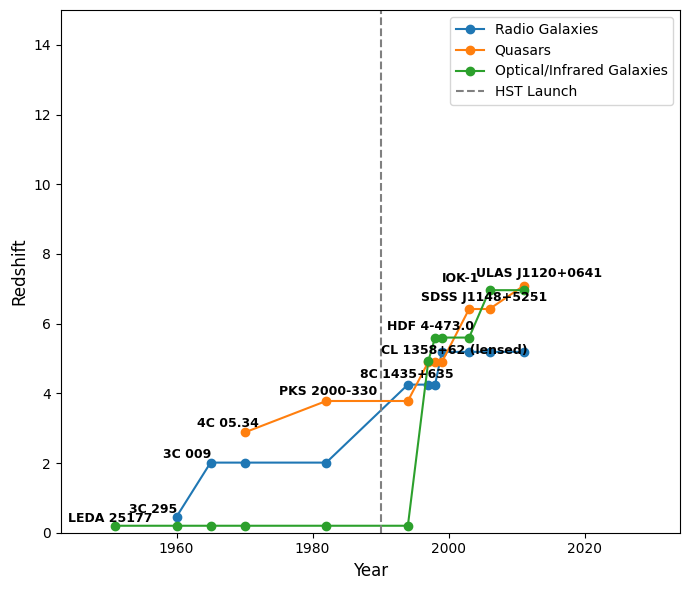 Radio Galaxies
Quasars
Optical/Infrared Galaxies
HST Launch
14
12
10
8
6
4
2
0
Redshift
IOK-1
ULAS J1120+0641
SDSS J1148+5251
HDF 4-473.0
CL 1358+62 (lensed)
8C 1435+635
PKS 2000-330
4C 05.34
3C 009
3C 295
LEDA 25177
1960
1980
2000
2020
Year